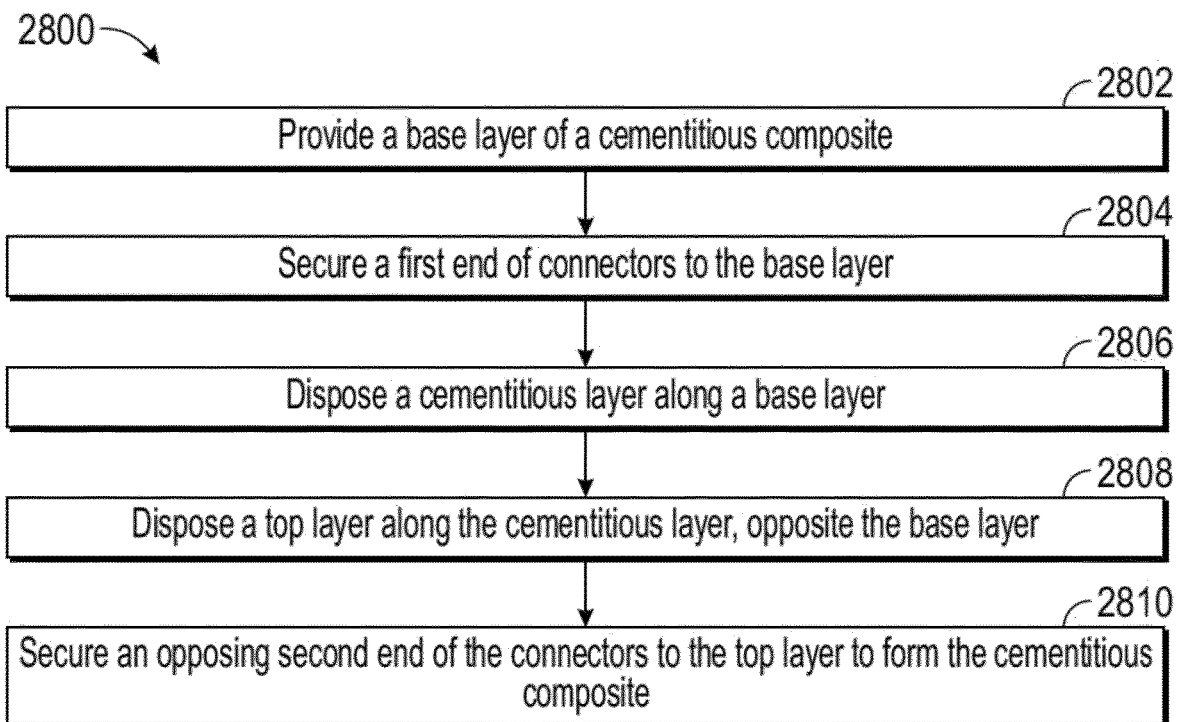 2800
2802
Provide a base layer of a cementitious composite
2804
Secure a first end of connectors to the base layer
2806
Dispose a cementitious layer along a base layer
2808
Dispose a top layer along the cementitious layer, opposite the base layer
2810
Secure an opposing second end of the connectors to the top layer to form the cementitious
composite